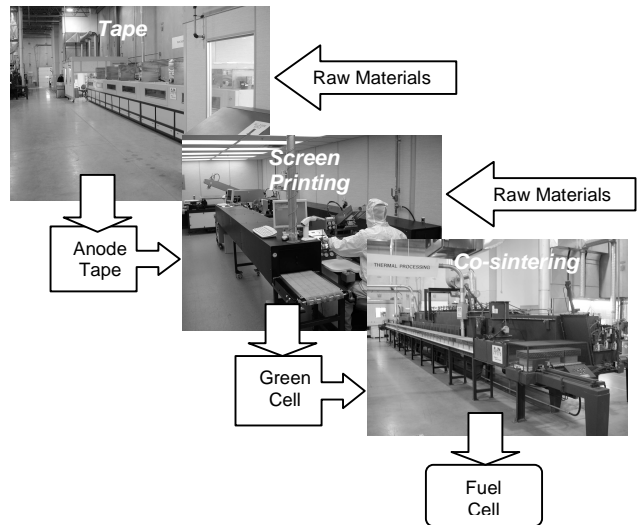 Tape
Raw Materials
Screen
Printing
Raw Materials
Anode
Tape
Co-sintering
THERMAL PROCESSING
Green
Cell
Fuel
Cell